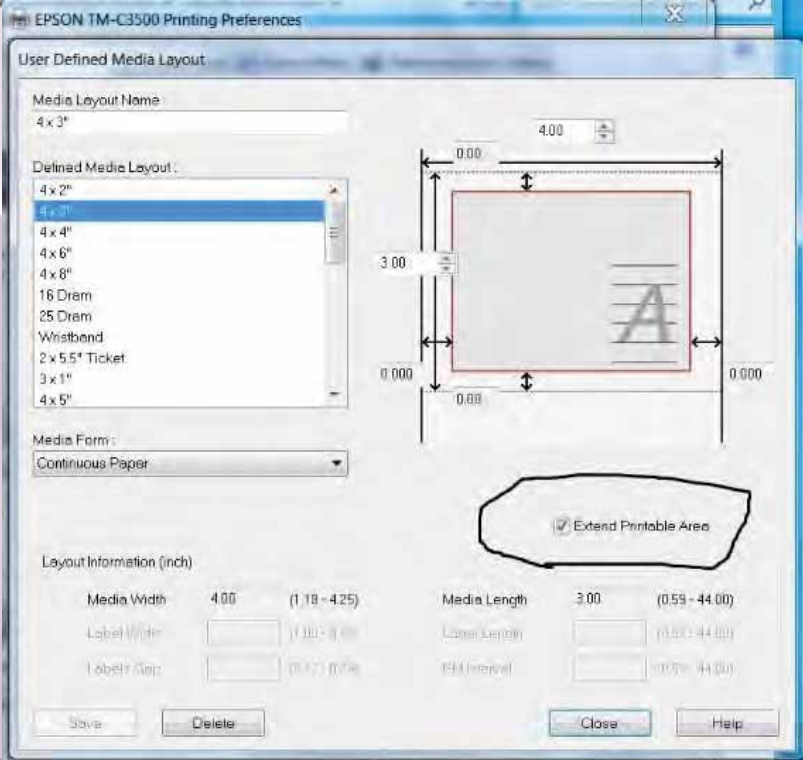 EPSON TM-C3500 Printing Preferences
User Defined Media Layout
Media Layout Name
4 x 3"
4.00
0.00
Defined Media Layout :
4 x 2"
4 x 3"
4 x 4"
4 x 6"
4 x 8"
16 Dram
25 Dram
Wristband
2 x 5.5" Ticket
3 x 1"
4 x 5"
3.00
A
0.000
0.000
0.00
Media Form :
Continuous Paper
Extend Printable Area
Layout Information (inch)
Media Width 4.00 (1.18 - 4.25)
Media Length 3.00 (0.59 - 44.00)
Label Width
Label Length
Labels Gap
BM Interval
Save
Delete
Close
Help